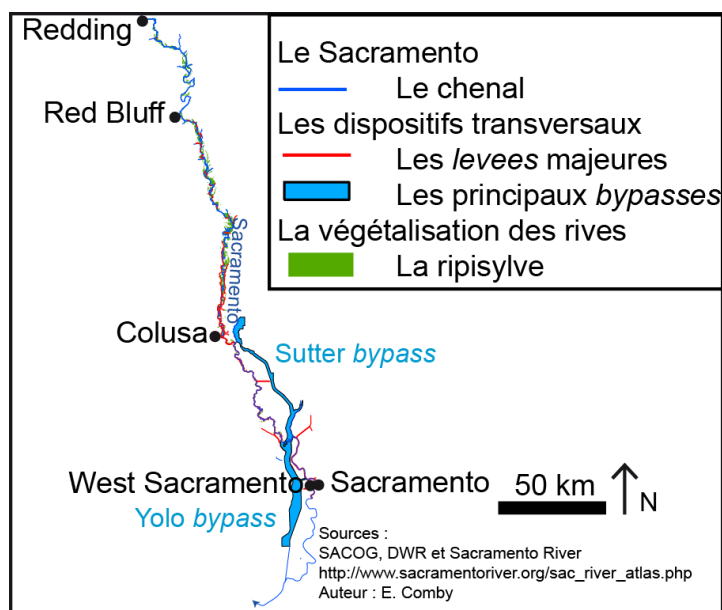 Redding
Red Bluff
Sacramento
Colusa
Sutter bypass
West Sacramento
Sacramento
Yolo bypass
Le Sacramento
Le chenal
Les dispositifs transversaux
Les levees majeures
Les principaux bypasses
La végétalisation des rives
La ripisylve
50 km
N
Sources :
SACOG, DWR et Sacramento River
http://www.sacramentoriver.org/sac_river_atlas.php
Auteur : E. Comby